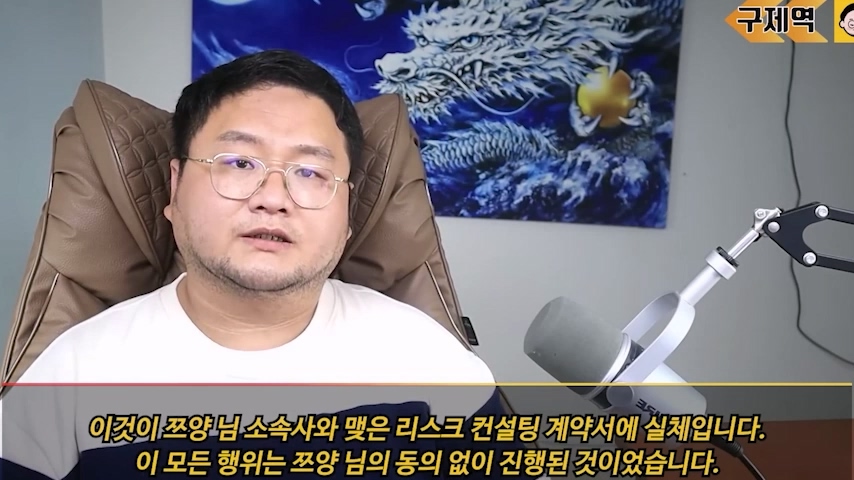 구제역
이것이 쯔양 님 소속사와 맺은 리스크 컨설팅 계약서에 실체입니다.
이 모든 행위는 쯔양 님의 동의 없이 진행된 것이었습니다.